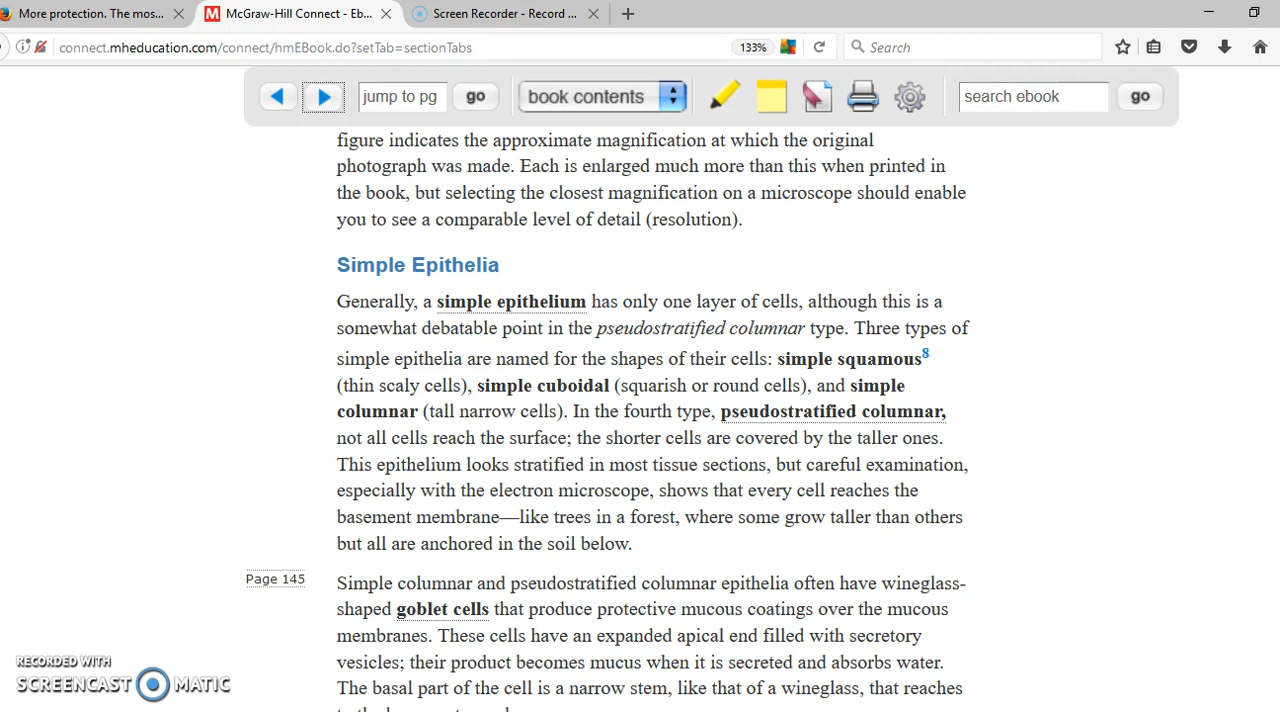 More protection. The mos...
McGraw-Hill Connect - Eb...
Screen Recorder - Record ...
connect.mheducation.com/connect/hmEBook.do?setTab=sectionTabs
133%
Search
jump to pg
go
book contents
search ebook
go
figure indicates the approximate magnification at which the original
photograph was made. Each is enlarged much more than this when printed in
the book, but selecting the closest magnification on a microscope should enable
you to see a comparable level of detail (resolution).
Simple Epithelia
Generally, a simple epithelium has only one layer of cells, although this is a
somewhat debatable point in the pseudostratified columnar type. Three types of
simple epithelia are named for the shapes of their cells: simple squamous8
(thin scaly cells), simple cuboidal (squarish or round cells), and simple
columnar (tall narrow cells). In the fourth type, pseudostratified columnar,
not all cells reach the surface; the shorter cells are covered by the taller ones.
This epithelium looks stratified in most tissue sections, but careful examination,
especially with the electron microscope, shows that every cell reaches the
basement membrane—like trees in a forest, where some grow taller than others
but all are anchored in the soil below.
Page 145
Simple columnar and pseudostratified columnar epithelia often have wineglass-
shaped goblet cells that produce protective mucous coatings over the mucous
membranes. These cells have an expanded apical end filled with secretory
vesicles; their product becomes mucus when it is secreted and absorbs water.
The basal part of the cell is a narrow stem, like that of a wineglass, that reaches
RECORDED WITH
SCREENCAST MATIC